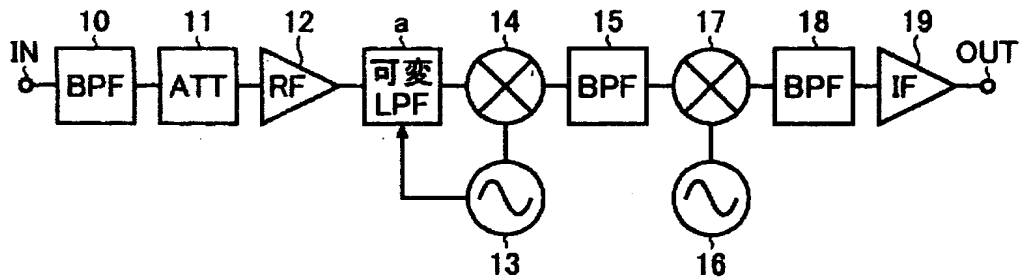 10 11 12 a 14 15 17 18 19
IN BPF ATT RF 可変 BPF BPF IF OUT
LPF
13 16